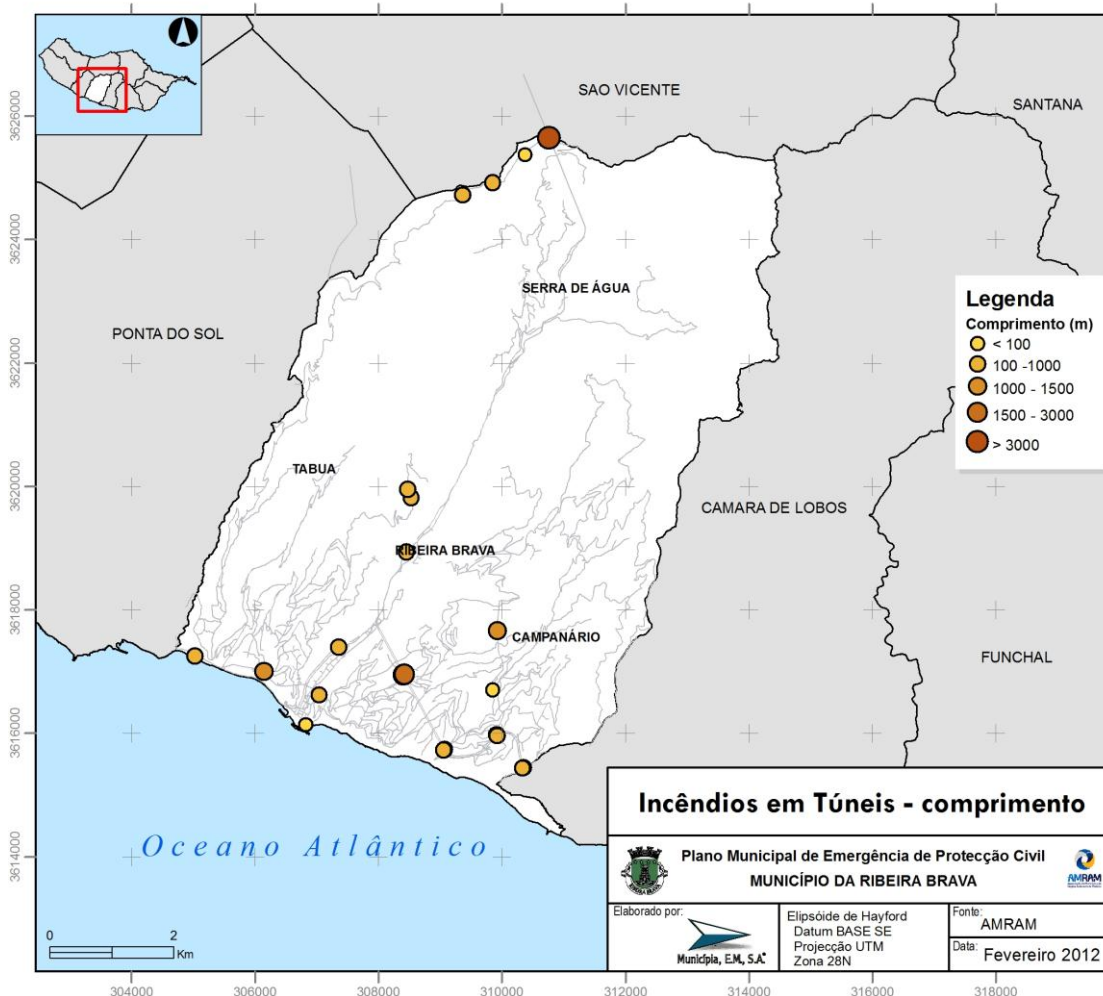 SAO VICENTE
SANTANA
PONTA DO SOL
SERRA DE ÁGUA
TABUA
RIBEIRA BRAVA
CAMPANÁRIO
CAMARA DE LOBOS
FUNCHAL
Oceano Atlântico
3626000
3624000
3622000
3620000
3618000
3616000
3614000
Legenda
Comprimento (m)
< 100
100 -1000
1000 - 1500
1500 - 3000
> 3000
0 2
Km
Incêndios em Túneis - comprimento
Plano Municipal de Emergência de Protecção Civil
MUNICÍPIO DA RIBEIRA BRAVA
AMRAM
Elaborado por:
Município, E.M., S.A.
Elipsóide de Hayford
Datum BASE SE
Projecção UTM
Zona 28N
Fonte:
AMRAM
Data: Fevereiro 2012
304000 306000 308000 310000 312000 314000 316000 318000